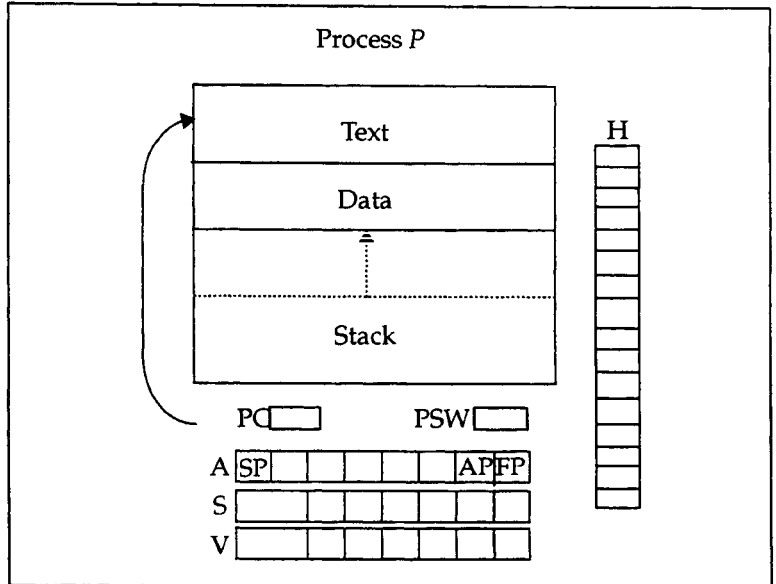 Process P
Text
H
Data
Stack
PC
PSW
A SP AP FP
S
V